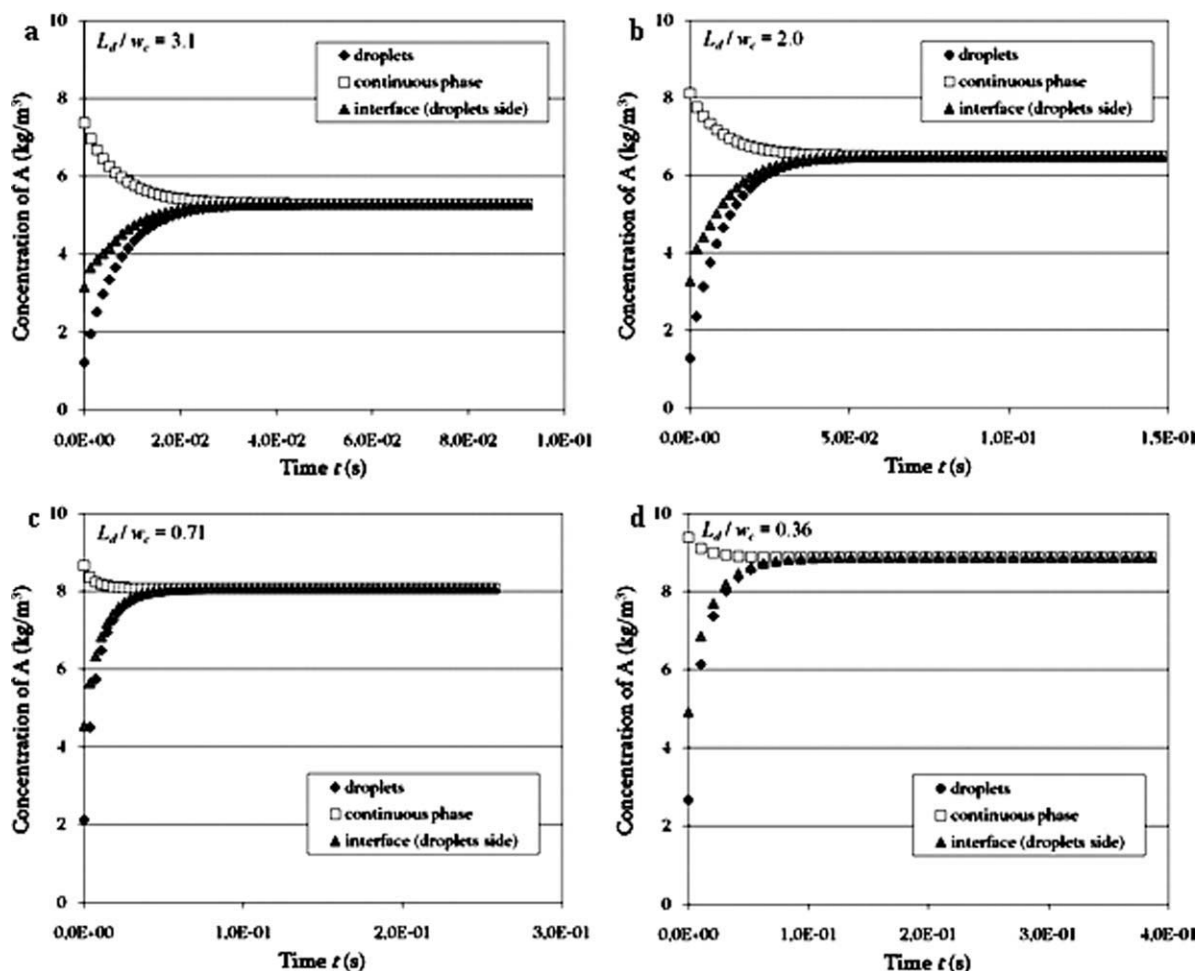 a
L_d / w_c = 3.1
droplets
continuous phase
interface (droplets side)
Concentration of A (kg/m³)
10
8
6
4
2
0
0,0E+00 2,0E-02 4,0E-02 6,0E-02 8,0E-02 1,0E-01
Time t (s)
b
L_d / w_c = 2.0
droplets
continuous phase
interface (droplets side)
Concentration of A (kg/m³)
10
8
6
4
2
0
0,0E+00 5,0E-02 1,0E-01 1,5E-01
Time t (s)
c
L_d / w_c = 0.71
droplets
continuous phase
interface (droplets side)
Concentration of A (kg/m³)
10
8
6
4
2
0
0,0E+00 1,0E-01 2,0E-01 3,0E-01
Time t (s)
d
L_d / w_c = 0.36
droplets
continuous phase
interface (droplets side)
Concentration of A (kg/m³)
10
8
6
4
2
0
0,0E+00 1,0E-01 2,0E-01 3,0E-01 4,0E-01
Time t (s)